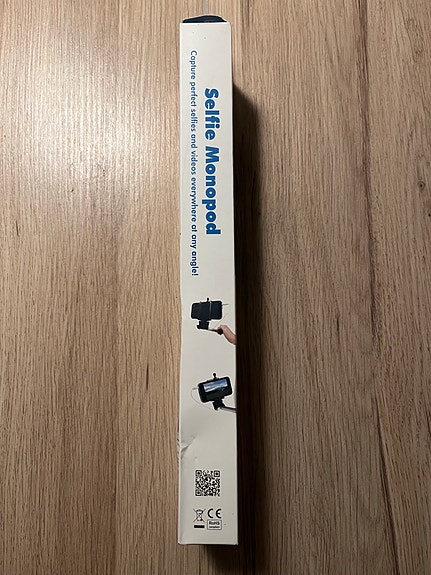 Selfie Monopod
Capture perfect selfies and videos everywhere at any angle!
CE
RoHS